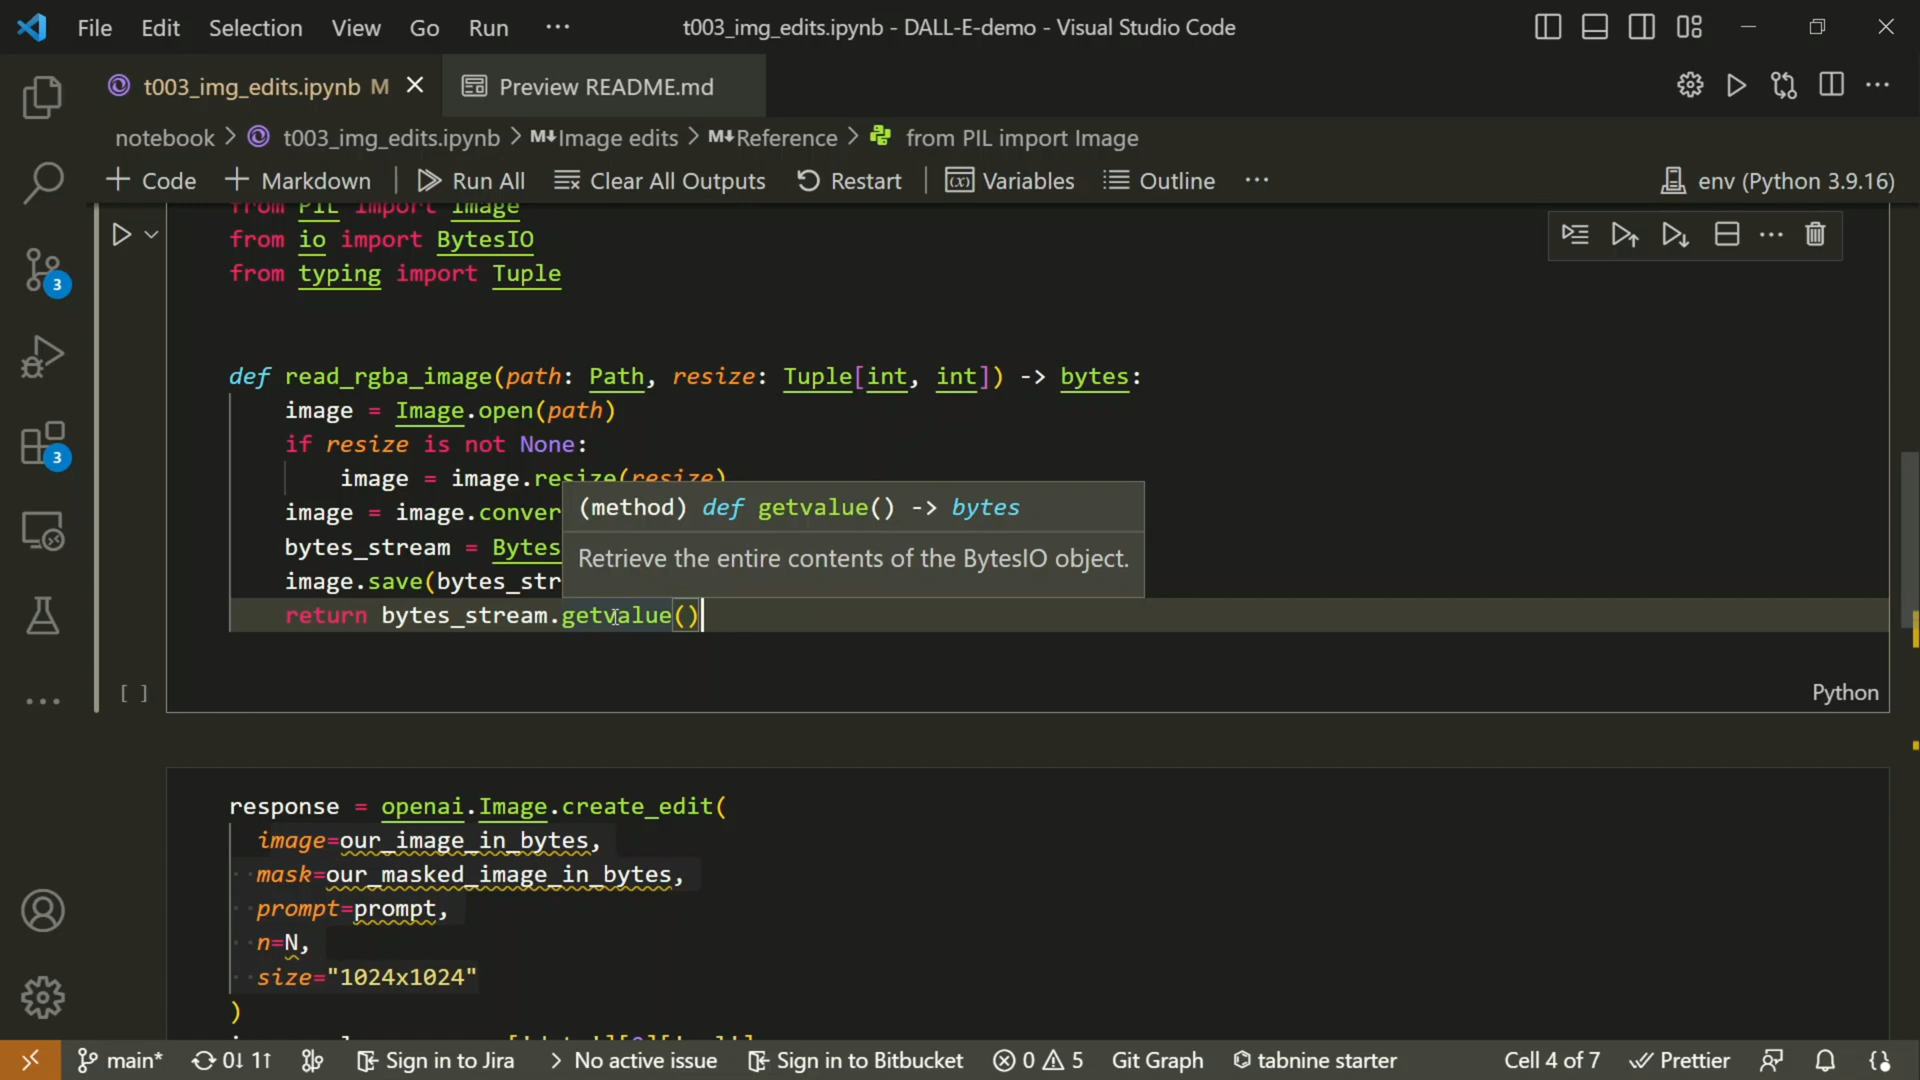 File Edit Selection View Go Run ··· t003_img_edits.ipynb - DALL-E-demo - Visual Studio Code
t003_img_edits.ipynb M Preview README.md
notebook > t003_img_edits.ipynb > M↓Image edits > M↓Reference > from PIL import Image
+ Code + Markdown | Run All Clear All Outputs Restart | (x) Variables Outline ··· env (Python 3.9.16)
from PIL import Image
from io import BytesIO
from typing import Tuple
3
def read_rgba_image(path: Path, resize: Tuple[int, int]) -> bytes:
image = Image.open(path)
if resize is not None:
3
image = image.resize(resize)
(method) def getvalue() -> bytes
image = image.conver
bytes_stream = Bytes
Retrieve the entire contents of the BytesIO object.
image.save(bytes_str
return bytes_stream.getvalue()
[ ]
Python
response = openai.Image.create_edit(
image=our_image_in_bytes,
mask=our_masked_image_in_bytes,
prompt=prompt,
n=N,
size="1024x1024"
)
main* 0↓ 1↑ Sign in to Jira > No active issue Sign in to Bitbucket 0 5 Git Graph tabnine starter Cell 4 of 7 Prettier